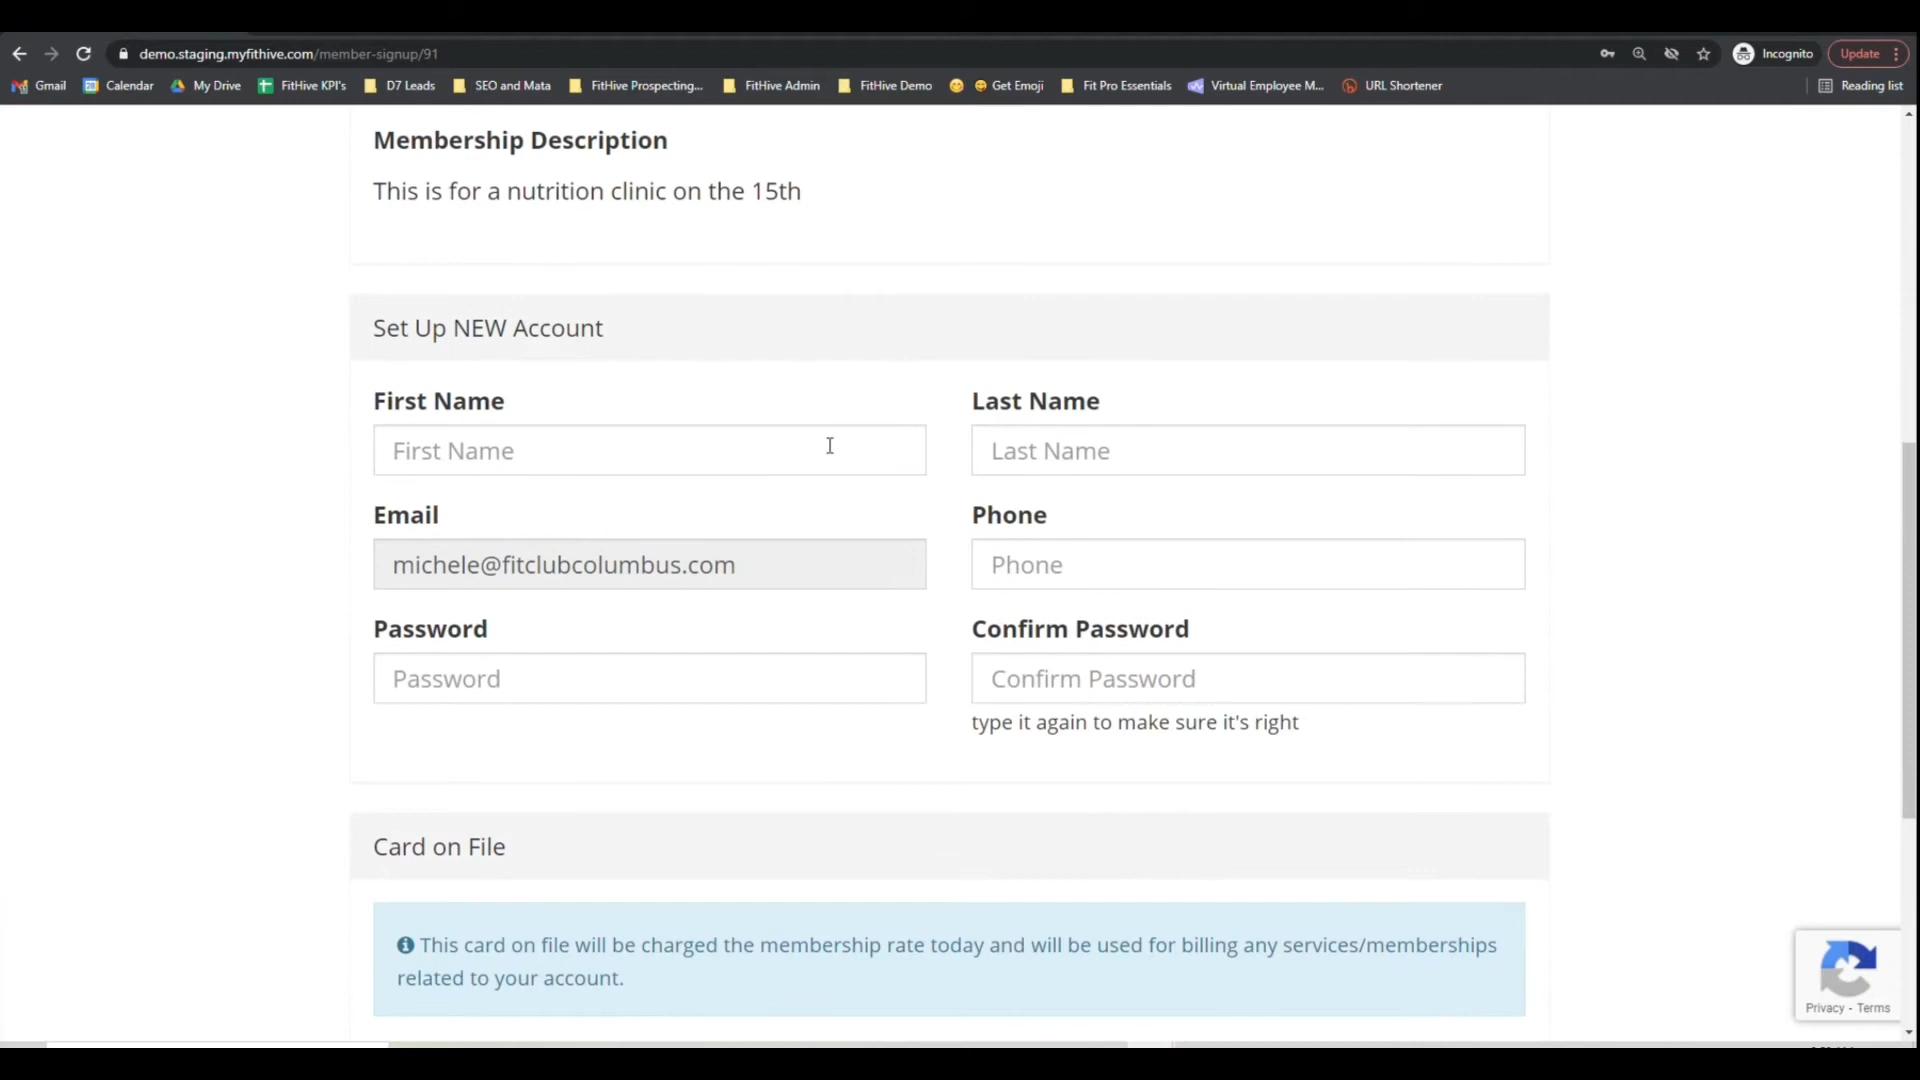 demo.staging.myfithive.com/member-signup/91
Incognito
Update
Gmail
Calendar
My Drive
FitHive KPI's
D7 Leads
SEO and Mata
FitHive Prospecting...
FitHive Admin
FitHive Demo
Get Emoji
Fit Pro Essentials
Virtual Employee M...
URL Shortener
Reading list
Membership Description
This is for a nutrition clinic on the 15th
Set Up NEW Account
First Name
Last Name
First Name
Last Name
Email
Phone
michele@fitclubcolumbus.com
Phone
Password
Confirm Password
Password
Confirm Password
type it again to make sure it's right
Card on File
This card on file will be charged the membership rate today and will be used for billing any services/memberships
related to your account.
Privacy - Terms